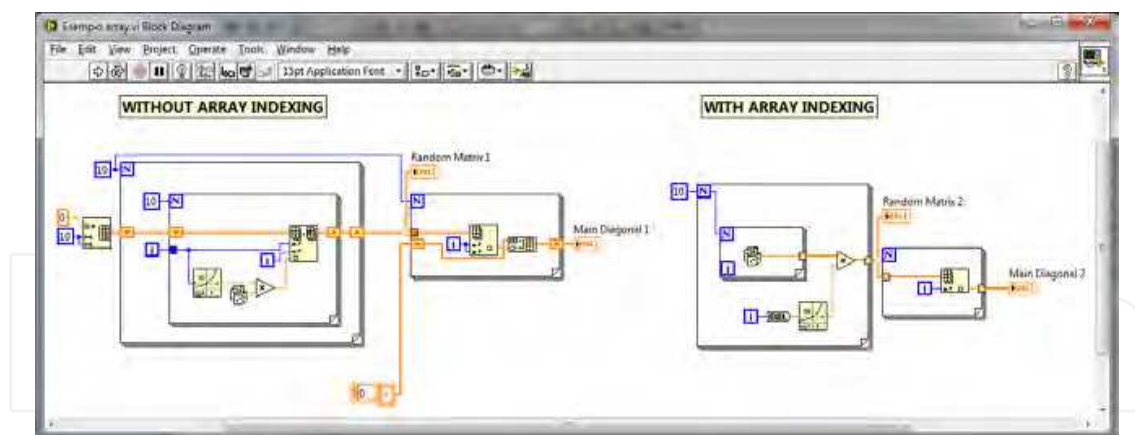 Esempio array.vi Block Diagram
File Edit View Project Operate Tools Window Help
13pt Application Font
WITHOUT ARRAY INDEXING
WITH ARRAY INDEXING
Random Matrix 1
10 N
10 N
N
0
10
i
i
i
Main Diagonal 1
0
10 N
N
i
i
DBL
Random Matrix 2
N
i
Main Diagonal 2